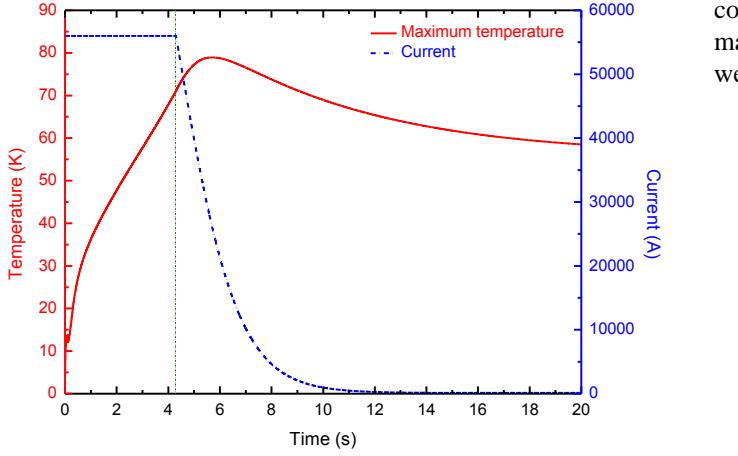 90
80
70
60
50
40
30
20
10
0
Temperature (K)
Maximum temperature
Current
60000
50000
40000
30000
20000
10000
0
Current (A)
0 2 4 6 8 10 12 14 16 18 20
Time (s)
co
ma
we